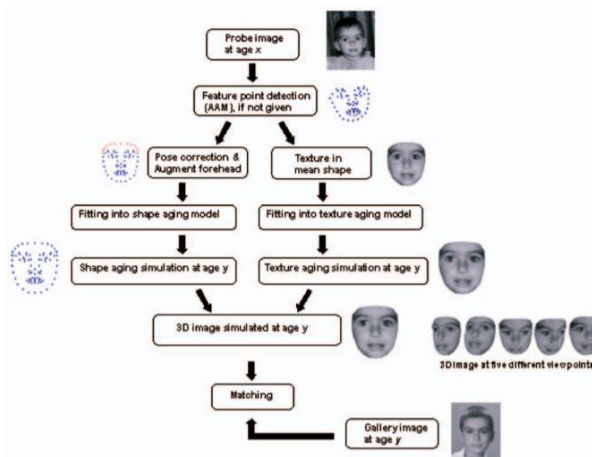 Probe image
at age x
Feature point detection
(AAM), if not given
Pose correction &
Augment forehead
Texture in
mean shape
Fitting into shape aging model
Fitting into texture aging model
Shape aging simulation at age y
Texture aging simulation at age y
3D image simulated at age y
3D image at five different viewpoints
Matching
Gallery image
at age y